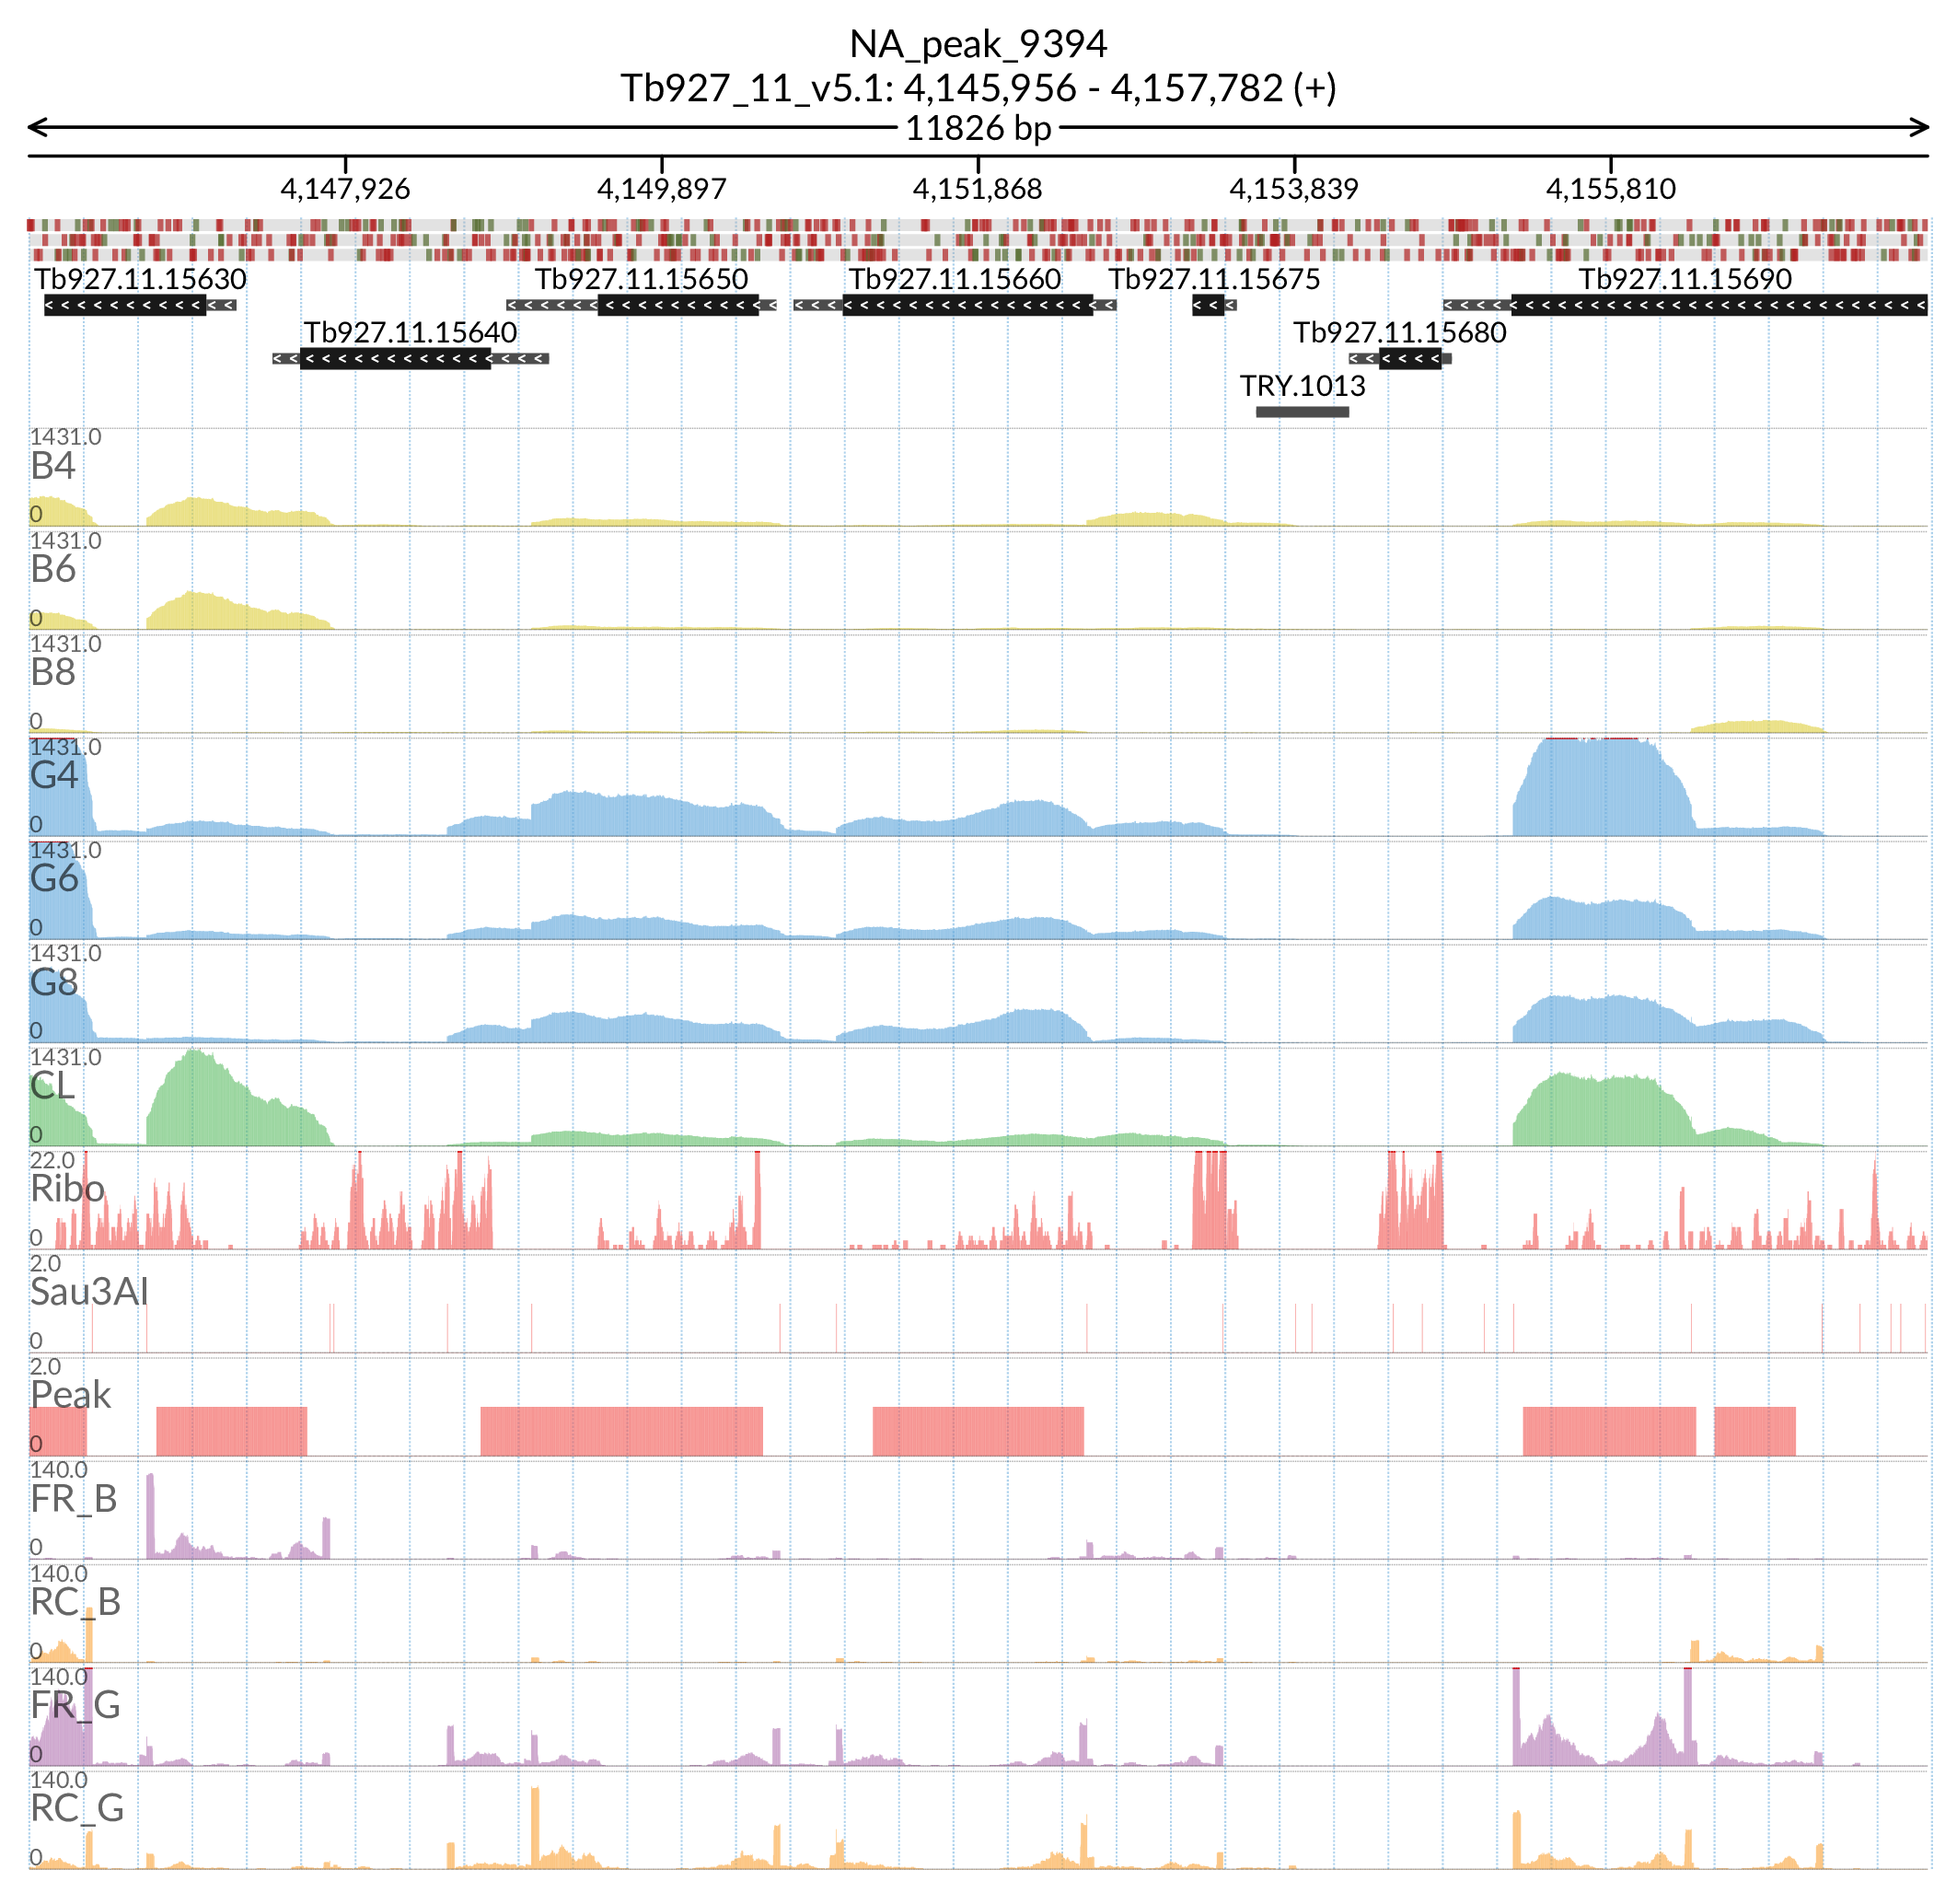 NA_peak_9394
Tb927_11_v5.1: 4,145,956 - 4,157,782 (+)
11826 bp
4,147,926 4,149,897 4,151,868 4,153,839 4,155,810
Tb927.11.15630 Tb927.11.15650 Tb927.11.15660 Tb927.11.15675 Tb927.11.15690
Tb927.11.15640 Tb927.11.15680
TRY.1013
1431.0
B4
0
1431.0
B6
0
1431.0
B8
0
1431.0
G4
0
1431.0
G6
0
1431.0
G8
0
1431.0
CL
0
22.0
Ribo
0
2.0
Sau3AI
0
2.0
Peak
0
140.0
FR_B
0
140.0
RC_B
0
140.0
FR_G
0
140.0
RC_G
0